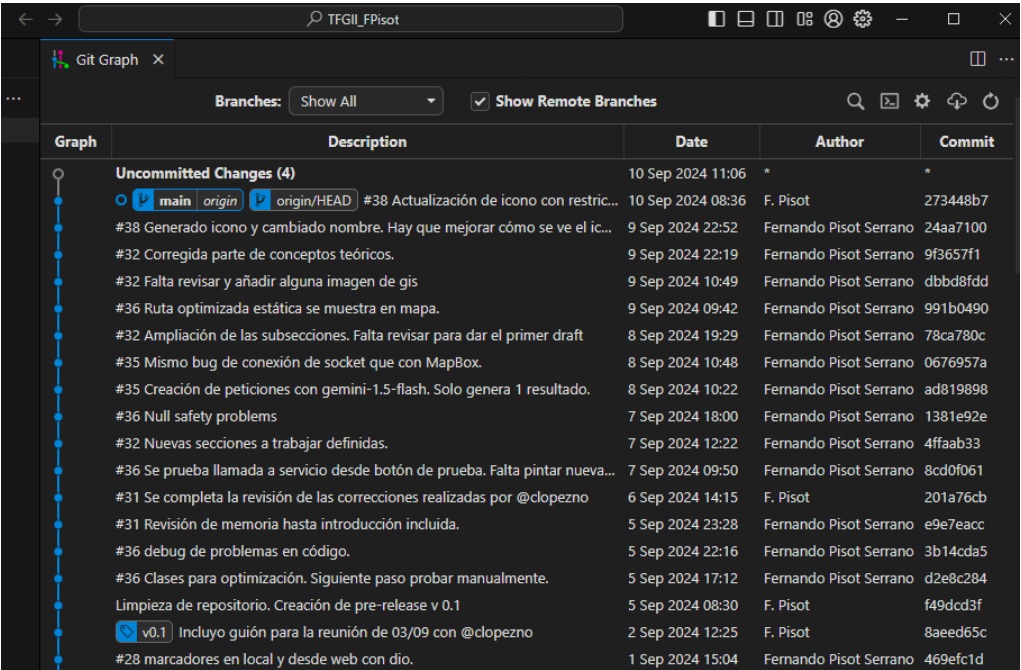 TFGII_FPisot
Git Graph
Branches: Show All Show Remote Branches
Graph Description Date Author Commit
Uncommitted Changes (4) 10 Sep 2024 11:06 * *
main origin origin/HEAD #38 Actualización de icono con restric... 10 Sep 2024 08:36 F. Pisot 273448b7
#38 Generado icono y cambiado nombre. Hay que mejorar cómo se ve el ic... 9 Sep 2024 22:52 Fernando Pisot Serrano 24aa7100
#32 Corregida parte de conceptos teóricos. 9 Sep 2024 22:19 Fernando Pisot Serrano 9f3657f1
#32 Falta revisar y añadir alguna imagen de gis 9 Sep 2024 10:49 Fernando Pisot Serrano dbbd8fdd
#36 Ruta optimizada estática se muestra en mapa. 9 Sep 2024 09:42 Fernando Pisot Serrano 991b0490
#32 Ampliación de las subsecciones. Falta revisar para dar el primer draft 8 Sep 2024 19:29 Fernando Pisot Serrano 78ca780c
#35 Mismo bug de conexión de socket que con MapBox. 8 Sep 2024 10:48 Fernando Pisot Serrano 0676957a
#35 Creación de peticiones con gemini-1.5-flash. Solo genera 1 resultado. 8 Sep 2024 10:22 Fernando Pisot Serrano ad819898
#36 Null safety problems 7 Sep 2024 18:00 Fernando Pisot Serrano 1381e92e
#32 Nuevas secciones a trabajar definidas. 7 Sep 2024 12:22 Fernando Pisot Serrano 4ffaab33
#36 Se prueba llamada a servicio desde botón de prueba. Falta pintar nueva... 7 Sep 2024 09:50 Fernando Pisot Serrano 8cd0f061
#31 Se completa la revisión de las correcciones realizadas por @clopezno 6 Sep 2024 14:15 F. Pisot 201a76cb
#31 Revisión de memoria hasta introducción incluida. 5 Sep 2024 23:28 Fernando Pisot Serrano e9e7eacc
#36 debug de problemas en código. 5 Sep 2024 22:16 Fernando Pisot Serrano 3b14cda5
#36 Clases para optimización. Siguiente paso probar manualmente. 5 Sep 2024 17:12 Fernando Pisot Serrano d2e8c284
Limpieza de repositorio. Creación de pre-release v 0.1 5 Sep 2024 08:30 F. Pisot f49dcd3f
v0.1 Incluyo guión para la reunión de 03/09 con @clopezno 2 Sep 2024 12:25 F. Pisot 8aeed65c
#28 marcadores en local y desde web con dio. 1 Sep 2024 15:04 Fernando Pisot Serrano 469efc1d